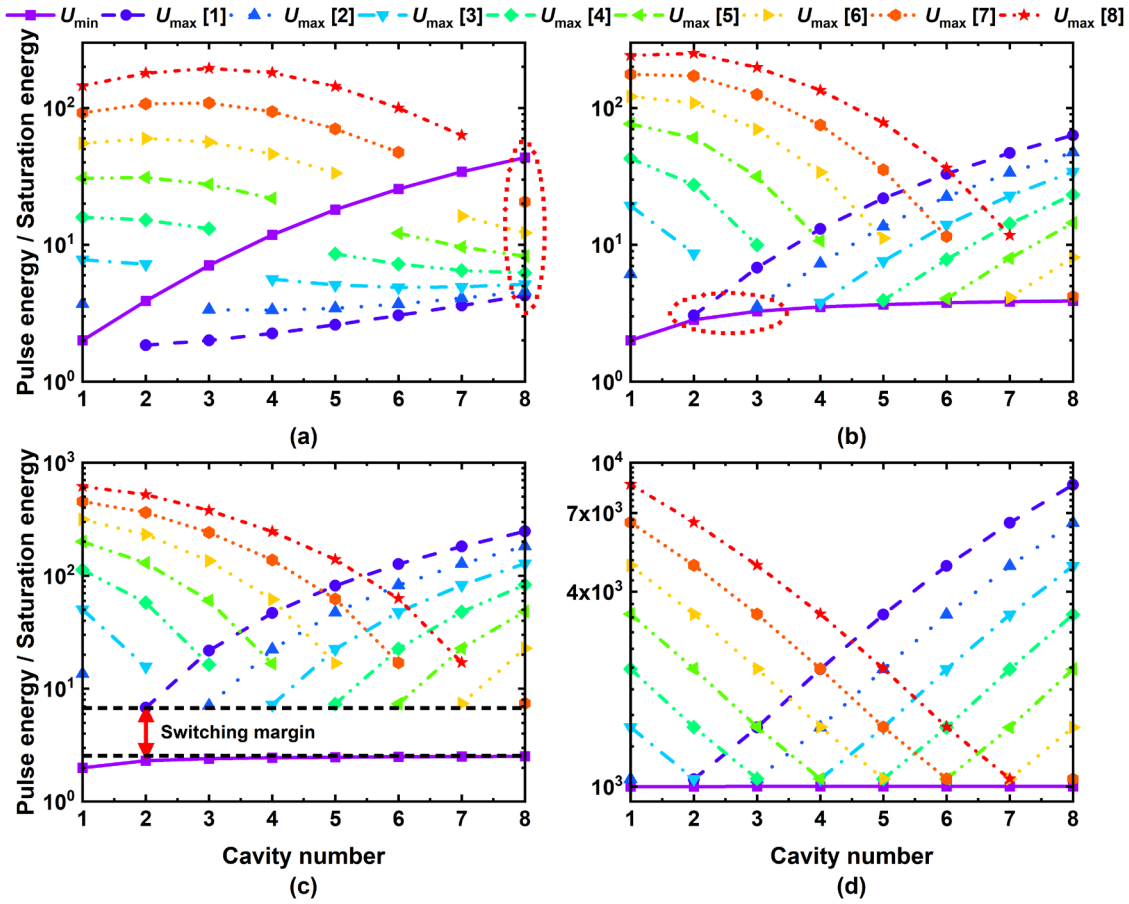 Umin Umax [1] Umax [2] Umax [3] Umax [4] Umax [5] Umax [6] Umax [7] Umax [8]
Pulse energy / Saturation energy
10²
10¹
10⁰
1 2 3 4 5 6 7 8
(a)
10²
10¹
10⁰
1 2 3 4 5 6 7 8
(b)
Pulse energy / Saturation energy
10³
10²
10¹
10⁰
Switching margin
1 2 3 4 5 6 7 8
Cavity number
(c)
10⁴
7x10³
4x10³
10³
1 2 3 4 5 6 7 8
Cavity number
(d)